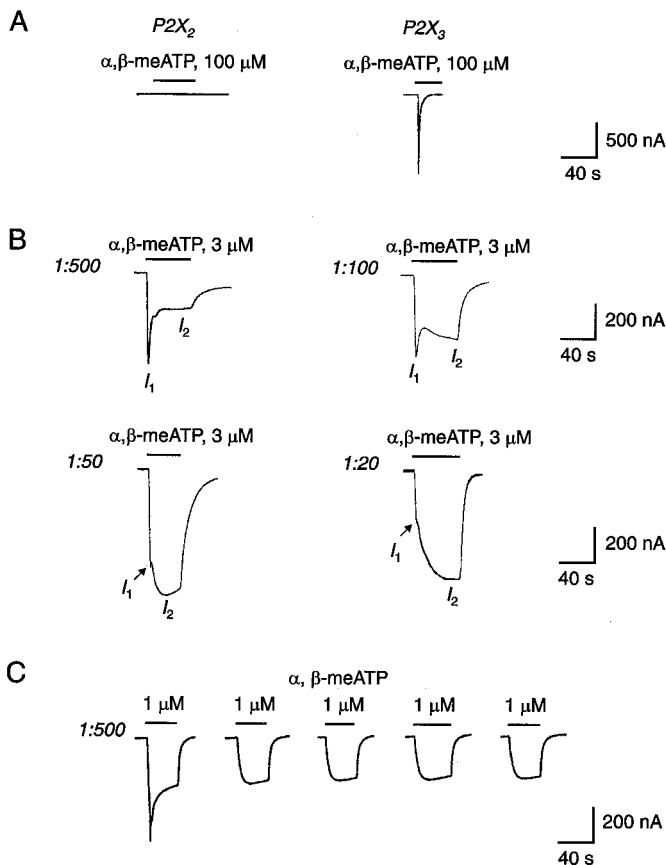 A
P2X2
P2X3
α,β-meATP, 100 μM
α,β-meATP, 100 μM
500 nA
40 s
B
α,β-meATP, 3 μM
α,β-meATP, 3 μM
1:500
1:100
I2
I1
I2
I1
200 nA
40 s
α,β-meATP, 3 μM
α,β-meATP, 3 μM
1:50
1:20
I1
I2
I1
I2
200 nA
40 s
C
α, β-meATP
1 μM
1 μM
1 μM
1 μM
1 μM
1:500
200 nA
40 s